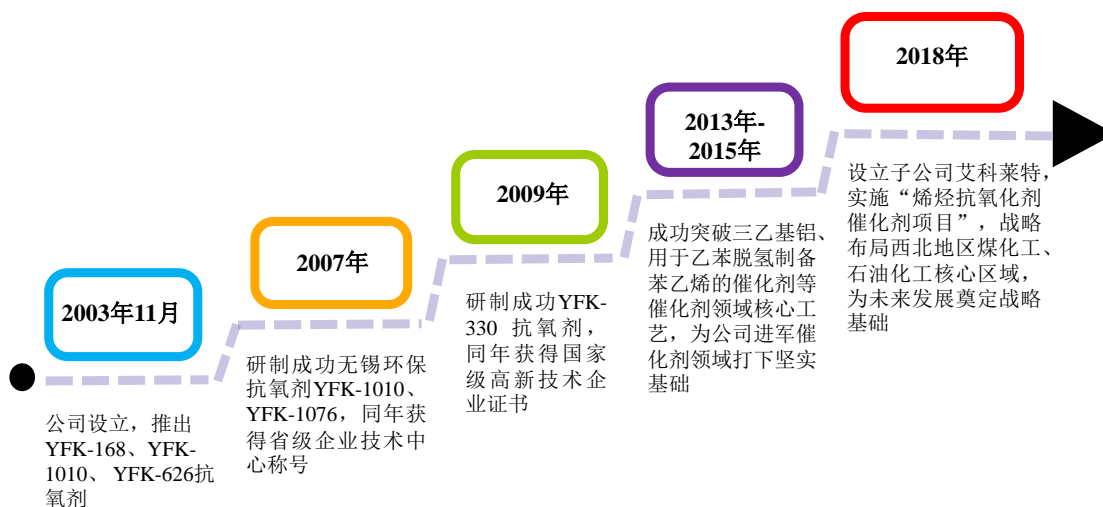 2003年11月
公司设立，推出
YFK-168、YFK-
1010、 YFK-626抗
氧剂
2007年
研制成功无锡环保
抗氧剂YFK-1010、
YFK-1076，同年获
得省级企业技术中
心称号
2009年
研制成功YFK-
330 抗氧剂，
同年获得国家
级高新技术企
业证书
2013年-
2015年
成功突破三乙基铝、
用于乙苯脱氢制备
苯乙烯的催化剂等
催化剂领域核心工
艺，为公司进军催
化剂领域打下坚实
基础
2018年
设立子公司艾科莱特，
实施“烯烃抗氧化剂
催化剂项目”，战略
布局西北地区煤化工、
石油化工核心区域，
为未来发展奠定战略
基础